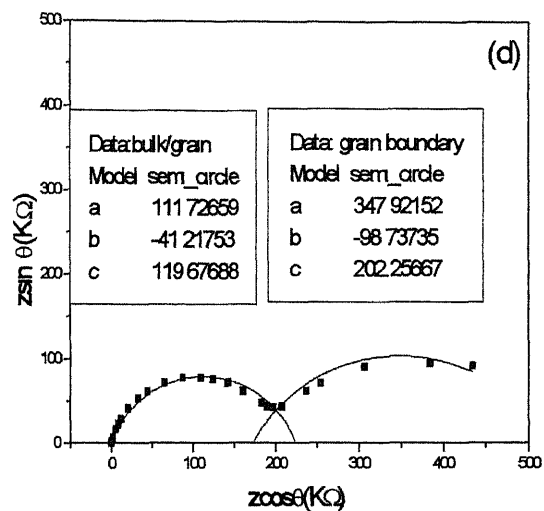 (d)
500
400
300
200
100
0
zsin θ(KΩ)
Data:bulk/grain
Model sem_circle
a 111 72659
b -41 21753
c 119 67688
Data: grain boundary
Model sem_circle
a 347 92152
b -98 73735
c 202.25667
0 100 200 300 400 500
zcosθ(KΩ)